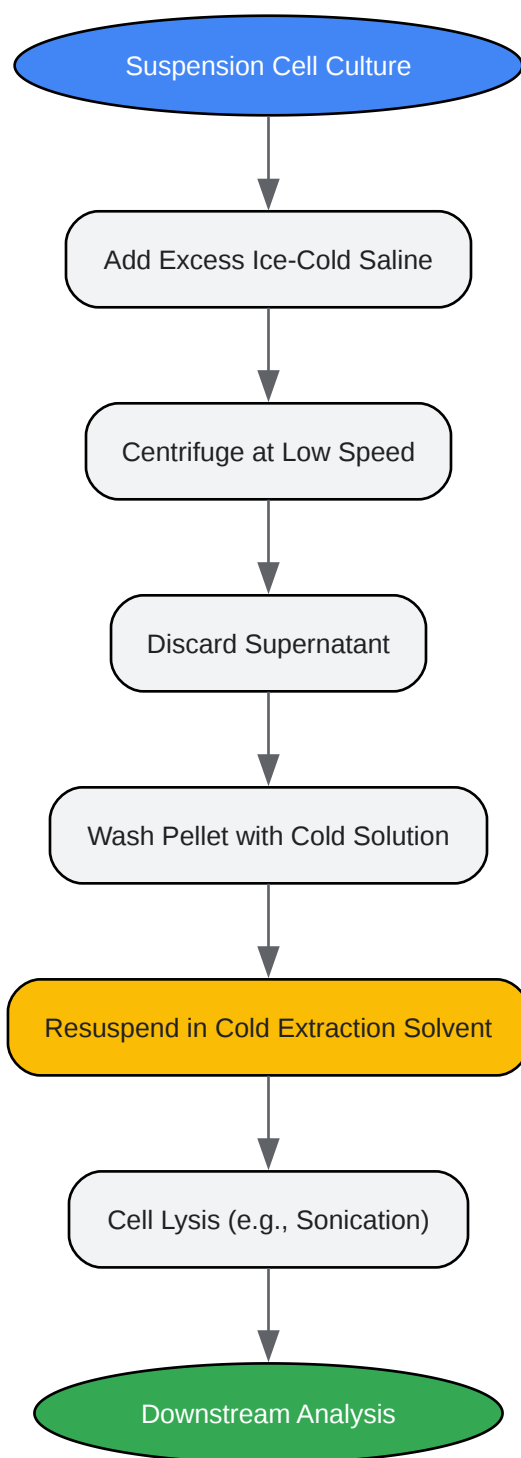 Suspension Cell Culture
Add Excess Ice-Cold Saline
Centrifuge at Low Speed
Discard Supernatant
Wash Pellet with Cold Solution
Resuspend in Cold Extraction Solvent
Cell Lysis (e.g., Sonication)
Downstream Analysis